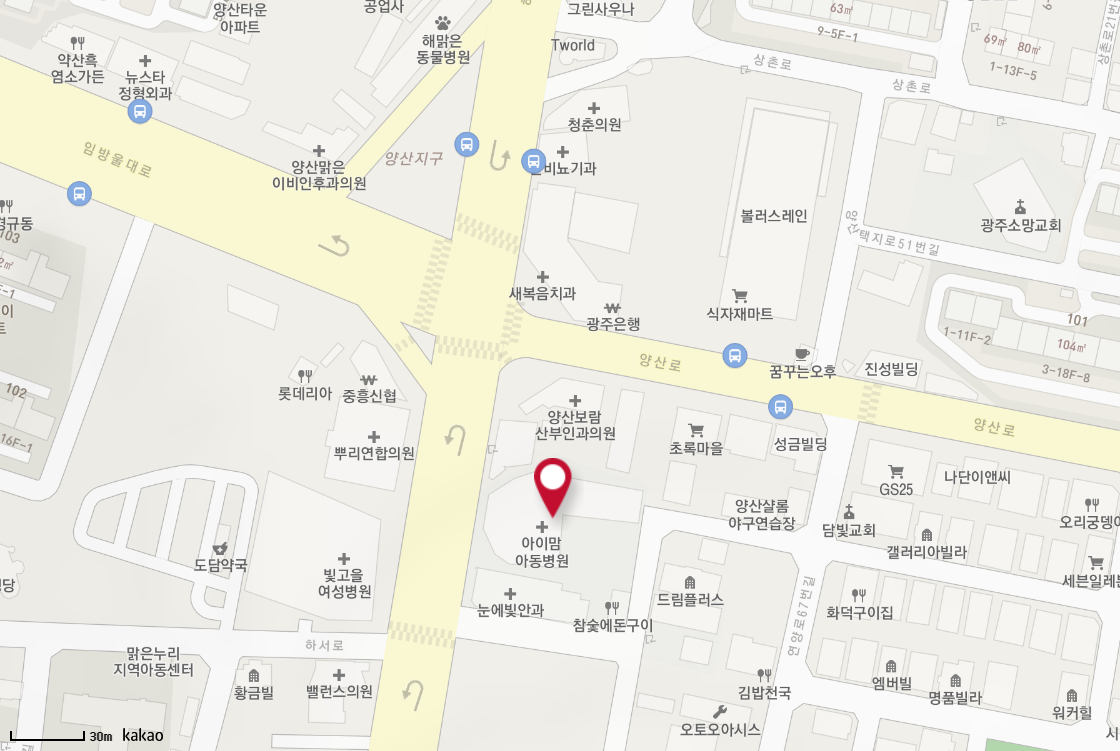 양산타운
아파트
공업사
그린사우나
63㎡
9-5F-1
해맑은
동물병원
Tworld
69㎡ 80㎡
1-13F-5
상촌로
상촌로
약산흑
염소가든
뉴스타
정형외과
청춘의원
임방울대로
양산지구
양산맑은
이비인후과의원
비뇨기과
볼러스레인
광주소망교회
103
택지로51번길
새복음치과
광주은행
식자재마트
101
1-11F-2
104㎡
3-18F-8
양산로
꿈꾸는오후
진성빌딩
롯데리아
중흥신협
102
16F-1
양산보람
산부인과의원
초록마을
성금빌딩
양산로
뿌리연합의원
GS25
나단이앤씨
양산샬롬
야구연습장
담빛교회
오리궁뎅이
갤러리아빌라
아이맘
아동병원
도담약국
빛고을
여성병원
세븐일레븐
드림플러스
화덕구이집
눈에빛안과
참숯에돈구이
연양로67번길
하서로
맑은누리
지역아동센터
황금빌
밸런스의원
김밥천국
엠버빌
명품빌라
워커힐
오토오아시스
30m kakao